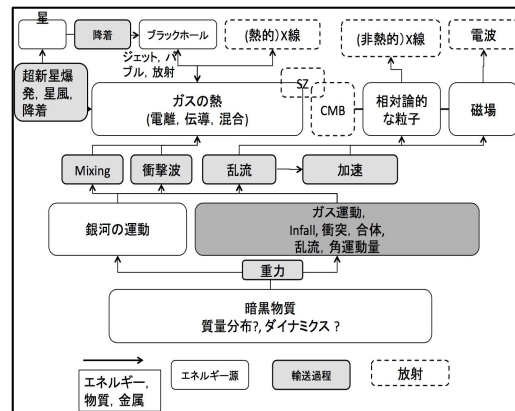 星
降着
ブラックホール
(熱的)X線
(非熱的)X線
電波
ジェット, バ
ブル, 放射
超新星爆
発, 星風,
降着
ガスの熱
(電離, 伝導, 混合)
SZ
CMB
相対論的
な粒子
磁場
Mixing
衝撃波
乱流
加速
銀河の運動
ガス運動,
Infall, 衝突, 合体,
乱流, 角運動量
重力
暗黒物質
質量分布?, ダイナミクス ?
エネルギー,
物質, 金属
エネルギー源
輸送過程
放射